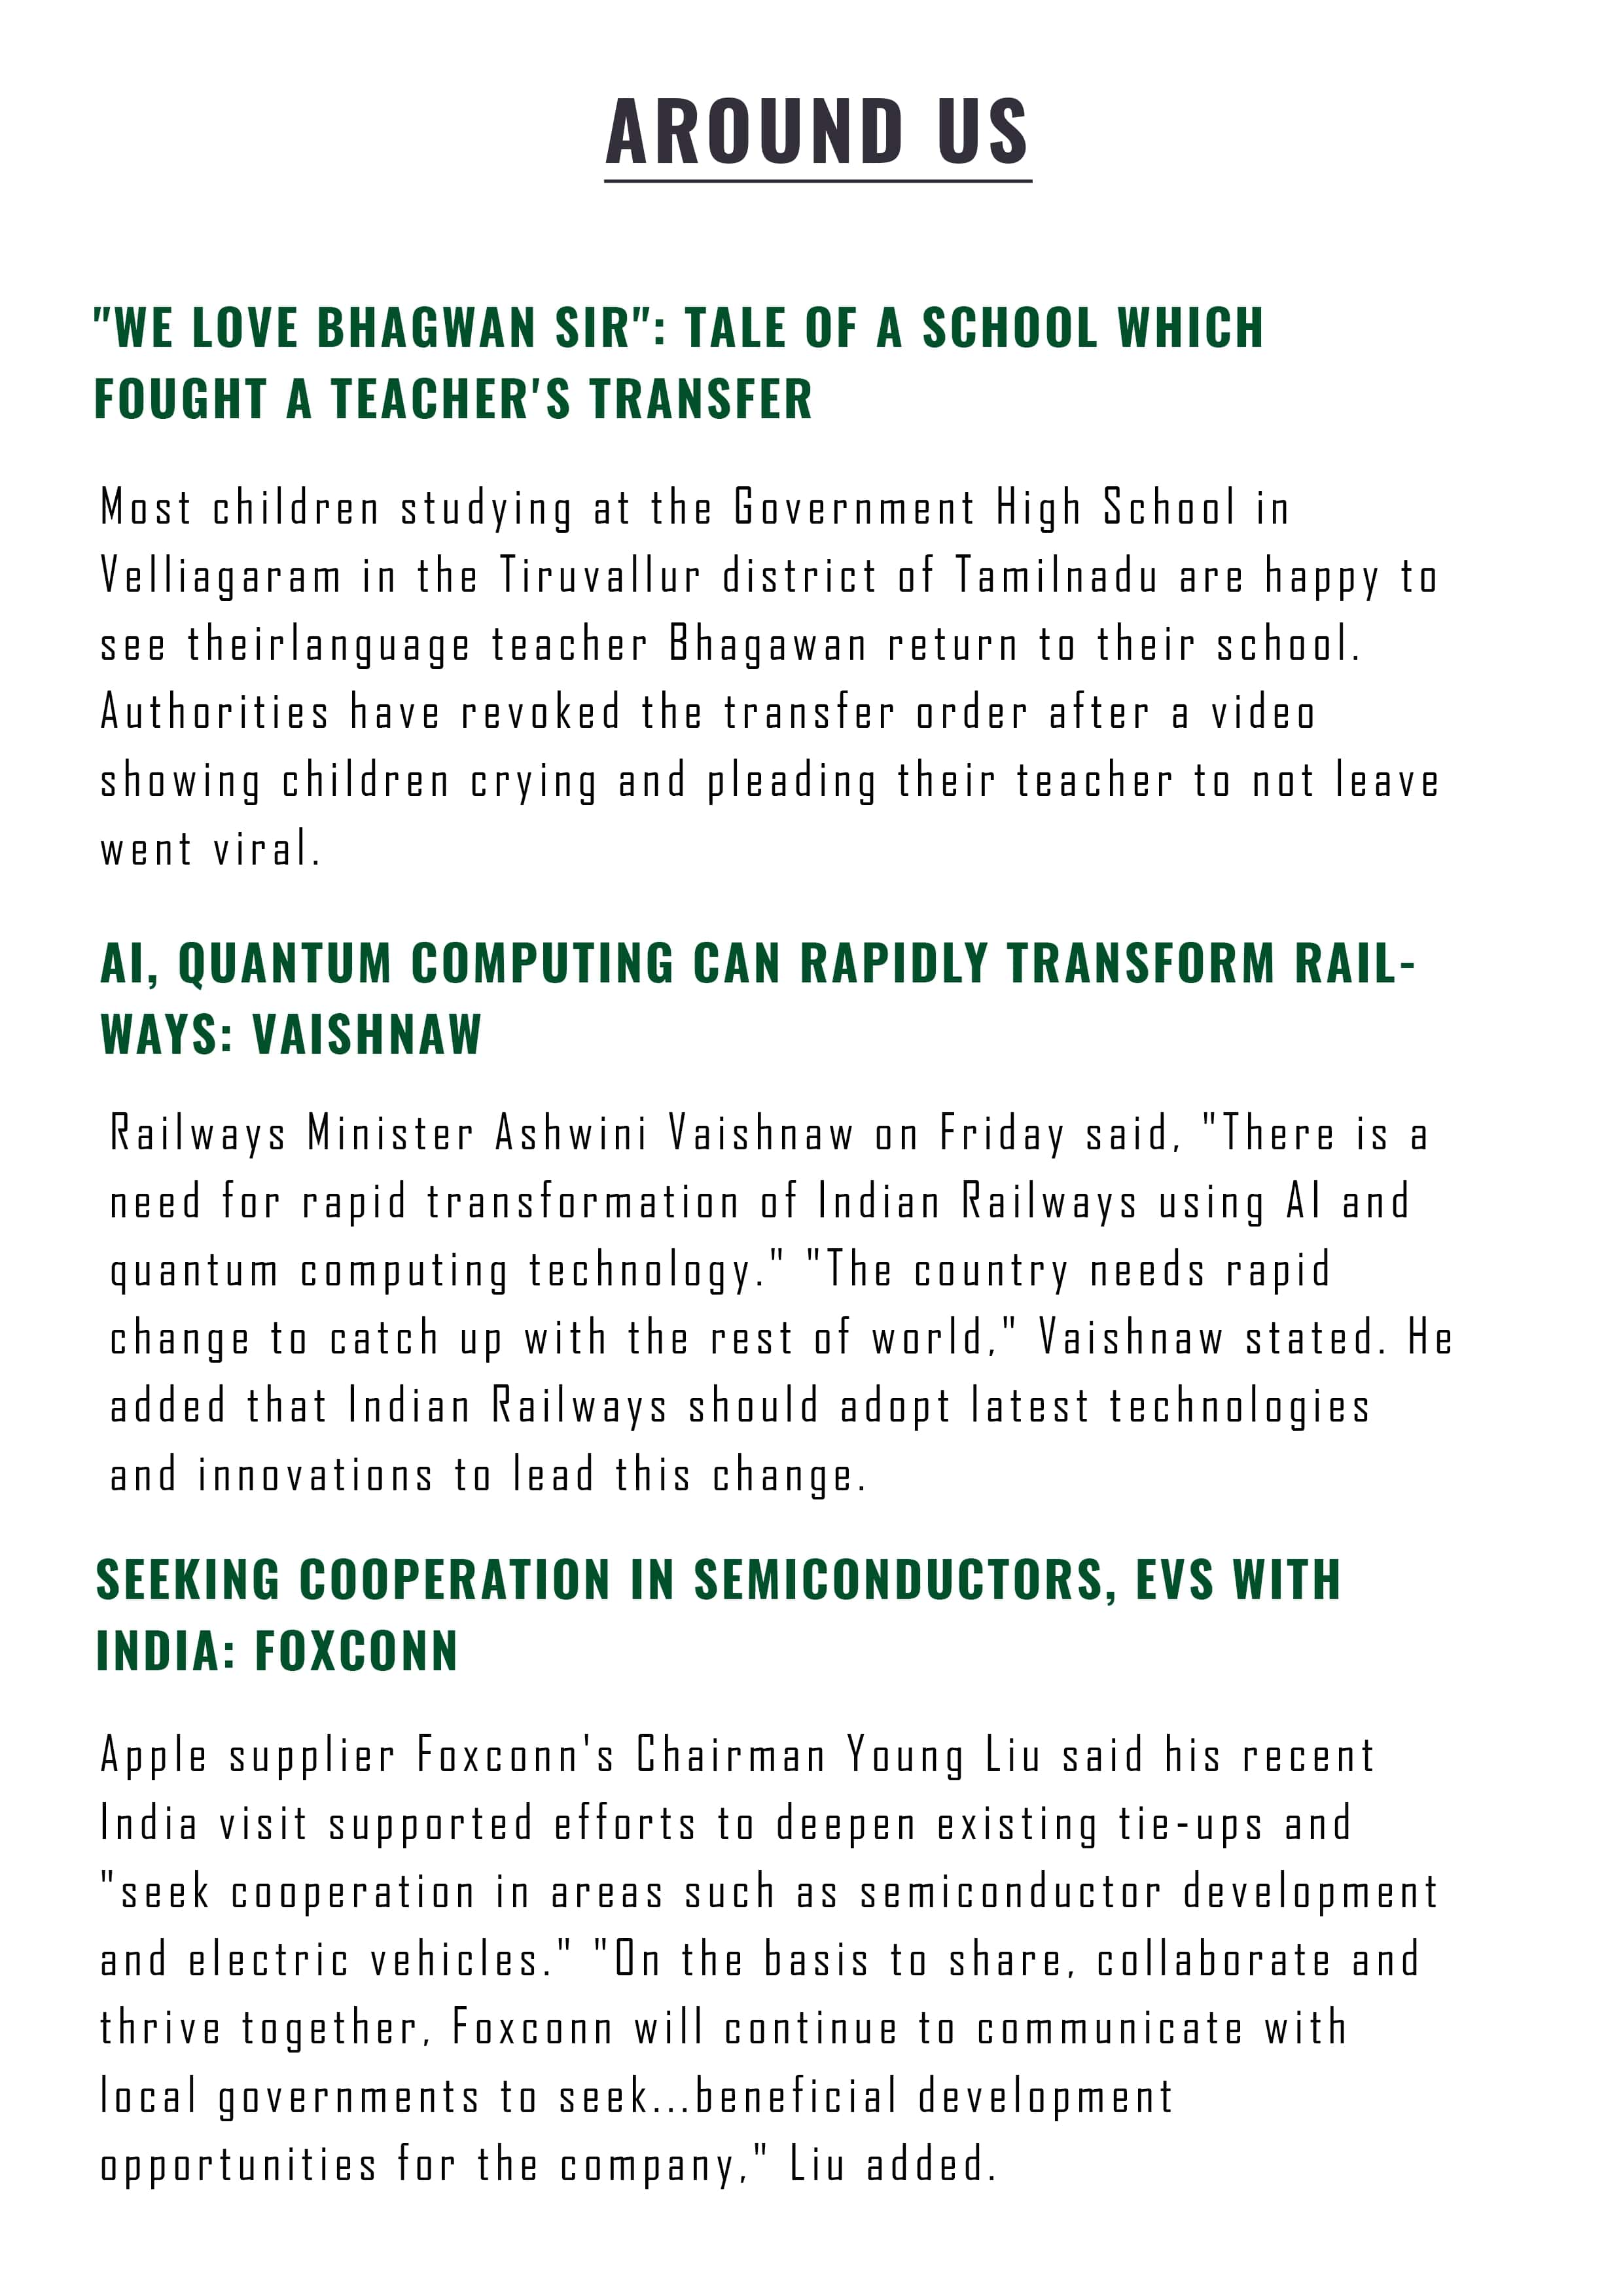 AROUND US
"WE LOVE BHAGWAN SIR": TALE OF A SCHOOL WHICH
FOUGHT A TEACHER'S TRANSFER
Most children studying at the Government High School in
Velliagaram in the Tiruvallur district of Tamilnadu are happy to
see theirlanguage teacher Bhagawan return to their school.
Authorities have revoked the transfer order after a video
showing children crying and pleading their teacher to not leave
went viral.
AI, QUANTUM COMPUTING CAN RAPIDLY TRANSFORM RAIL-
WAYS: VAISHNAW
Railways Minister Ashwini Vaishnaw on Friday said, "There is a
need for rapid transformation of Indian Railways using AI and
quantum computing technology." "The country needs rapid
change to catch up with the rest of world," Vaishnaw stated. He
added that Indian Railways should adopt latest technologies
and innovations to lead this change.
SEEKING COOPERATION IN SEMICONDUCTORS, EVS WITH
INDIA: FOXCONN
Apple supplier Foxconn's Chairman Young Liu said his recent
India visit supported efforts to deepen existing tie-ups and
"seek cooperation in areas such as semiconductor development
and electric vehicles." "On the basis to share, collaborate and
thrive together, Foxconn will continue to communicate with
local governments to seek...beneficial development
opportunities for the company," Liu added.